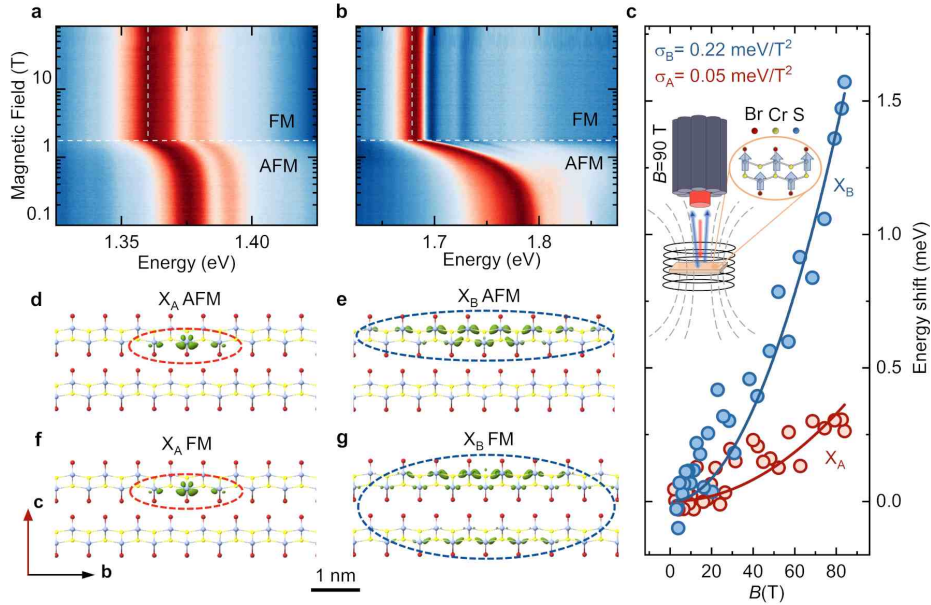 a
b
c
Magnetic Field (T)
10
1
0.1
FM
AFM
1.35
1.40
Energy (eV)
FM
AFM
1.7
1.8
Energy (eV)
σB= 0.22 meV/T2
σA= 0.05 meV/T2
Br Cr S
B=90 T
XB
XA
1.5
1.0
0.5
0.0
Energy shift (meV)
0 20 40 60 80
B(T)
d
XA AFM
e
XB AFM
f
XA FM
g
XB FM
c
b
1 nm